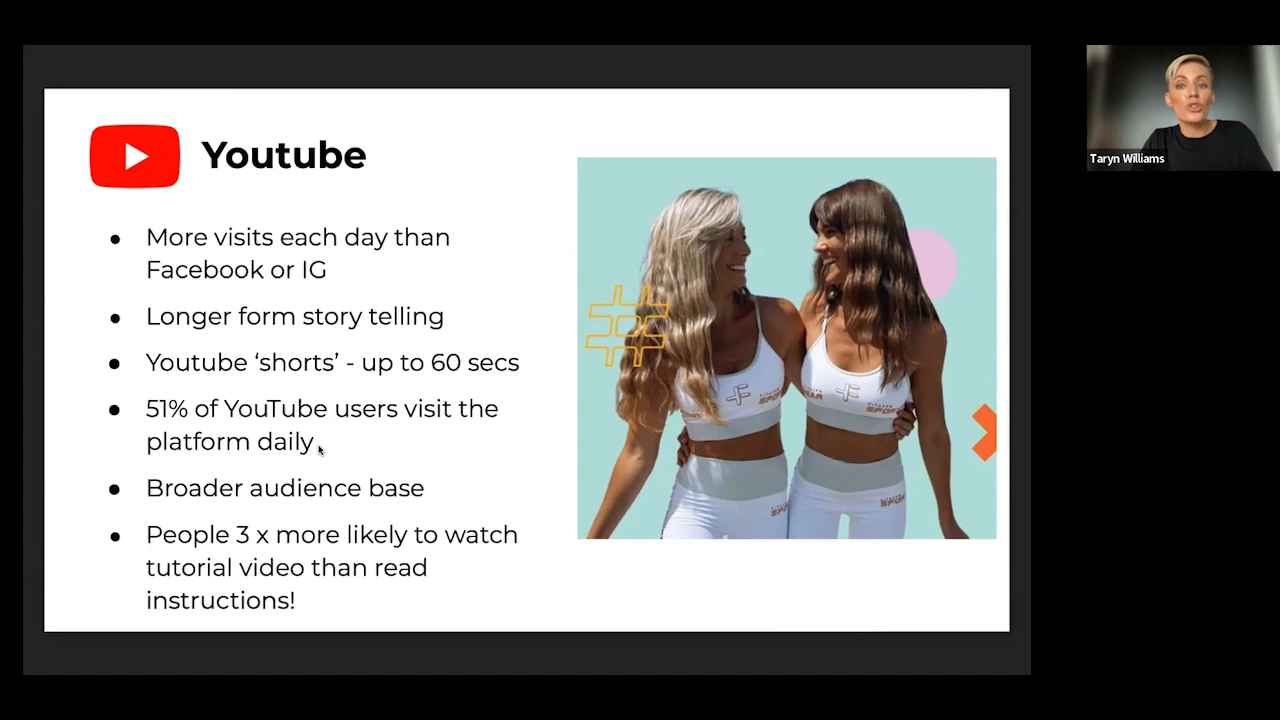 Youtube
● More visits each day than
Facebook or IG
● Longer form story telling
● Youtube ‘shorts’ - up to 60 secs
● 51% of YouTube users visit the
platform daily
● Broader audience base
● People 3 x more likely to watch
tutorial video than read
instructions!
Taryn Williams